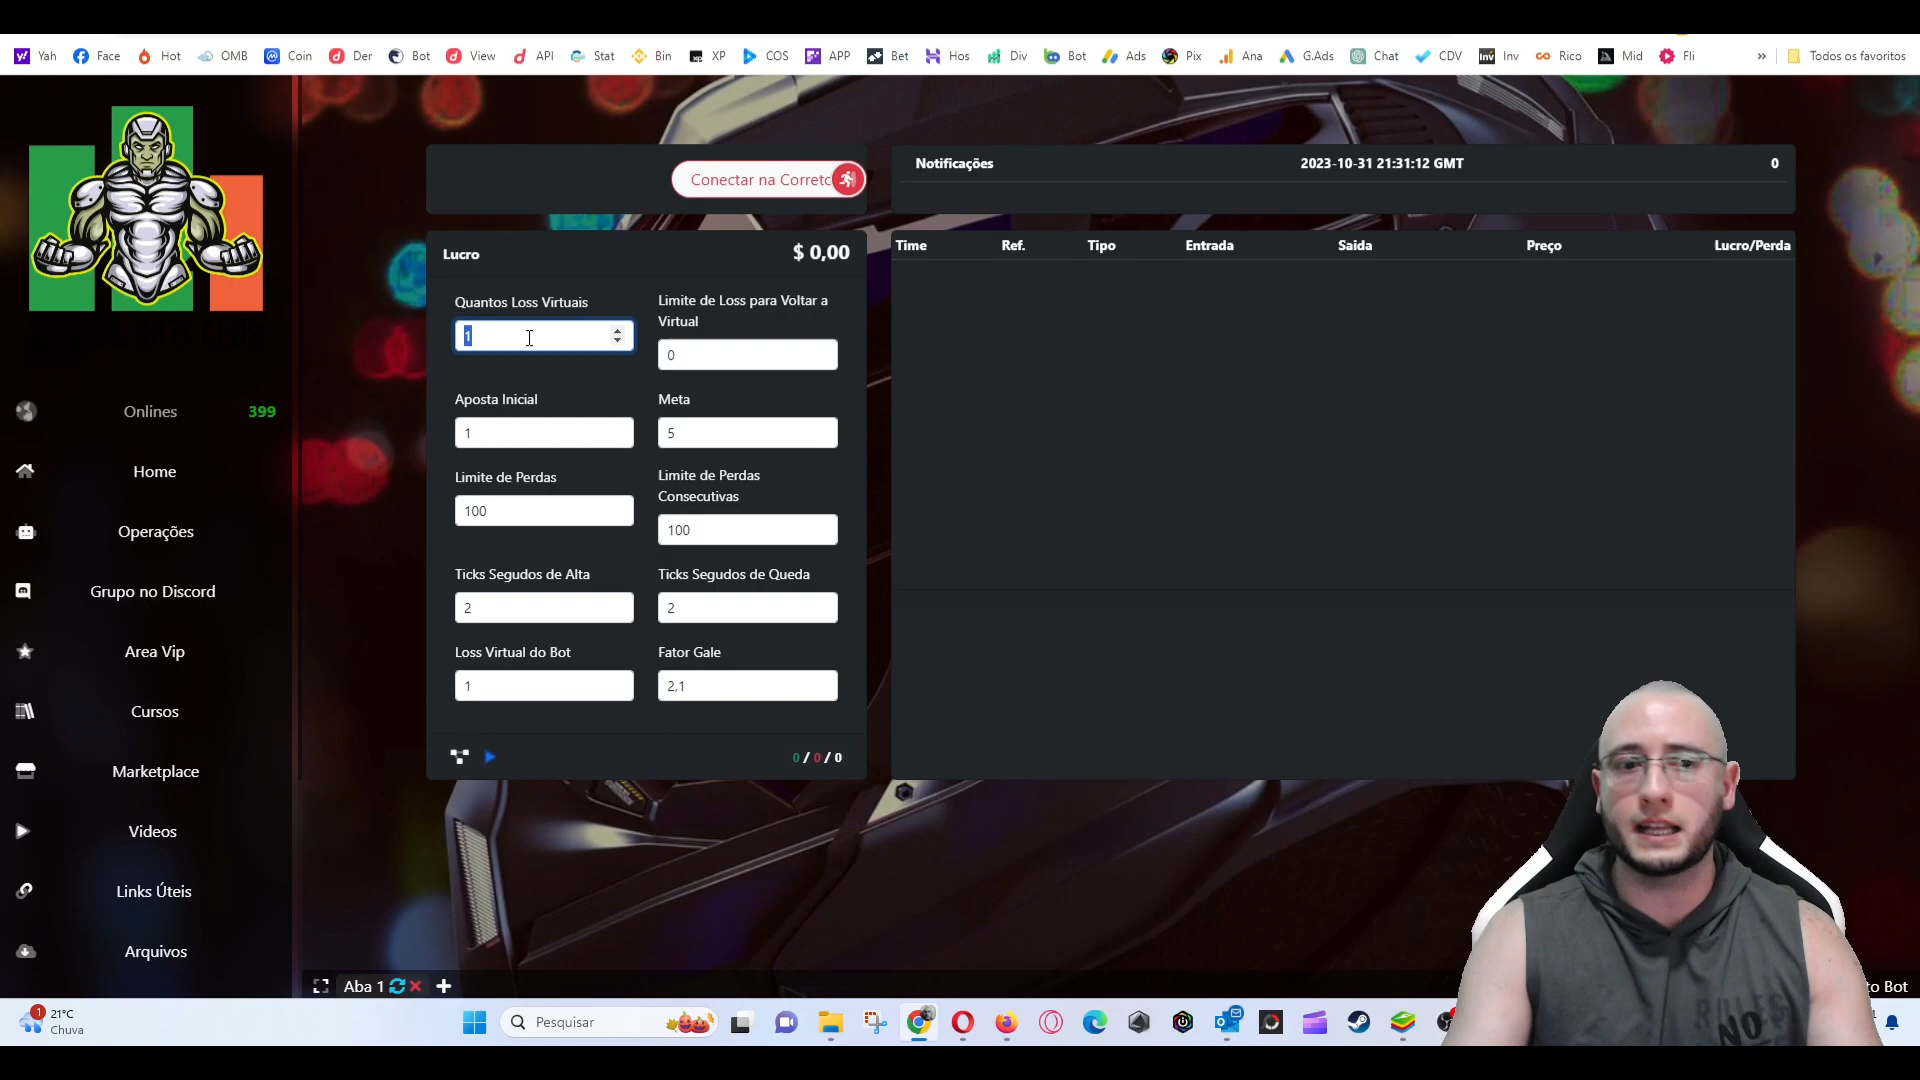 Yah Face Hot OMB Coin Der Bot View API Stat Bin XP COS APP Bet Hos Div Bot Ads Pix Ana G.Ads Chat CDV Inv Rico Mid Fli » Todos os favoritos
Conectar na Correto
Notificações 2023-10-31 21:31:12 GMT 0
Lucro $ 0,00
Time Ref. Tipo Entrada Saida Preço Lucro/Perda
Quantos Loss Virtuais
1
Limite de Loss para Voltar a
Virtual
0
Aposta Inicial
1
Meta
5
Limite de Perdas
100
Limite de Perdas
Consecutivas
100
Ticks Segudos de Alta
2
Ticks Segudos de Queda
2
Loss Virtual do Bot
1
Fator Gale
2,1
0 / 0 / 0
Onlines 399
Home
Operações
Grupo no Discord
Area Vip
Cursos
Marketplace
Videos
Links Úteis
Arquivos
Aba 1
to Bot
1
21°C
Chuva
Pesquisar
RULES
NO